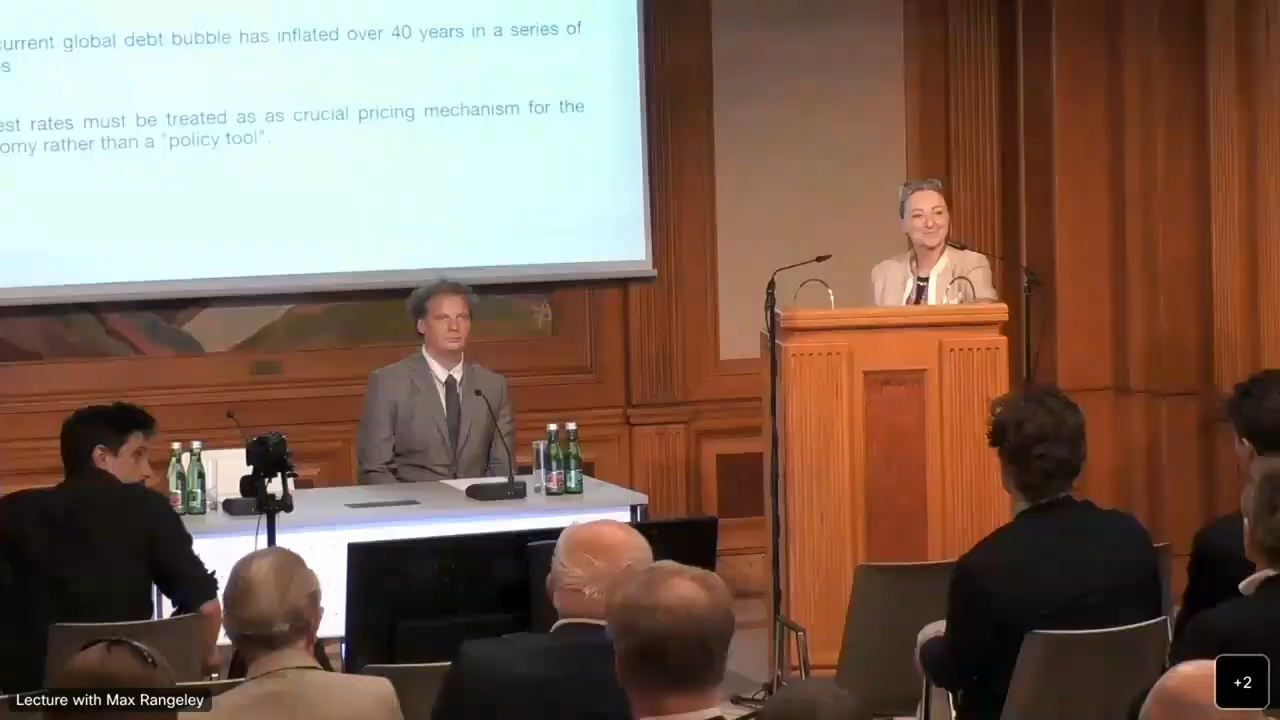 current global debt bubble has inflated over 40 years in a series of
s
est rates must be treated as as crucial pricing mechanism for the
omy rather than a "policy tool".
Lecture with Max Rangeley
+2